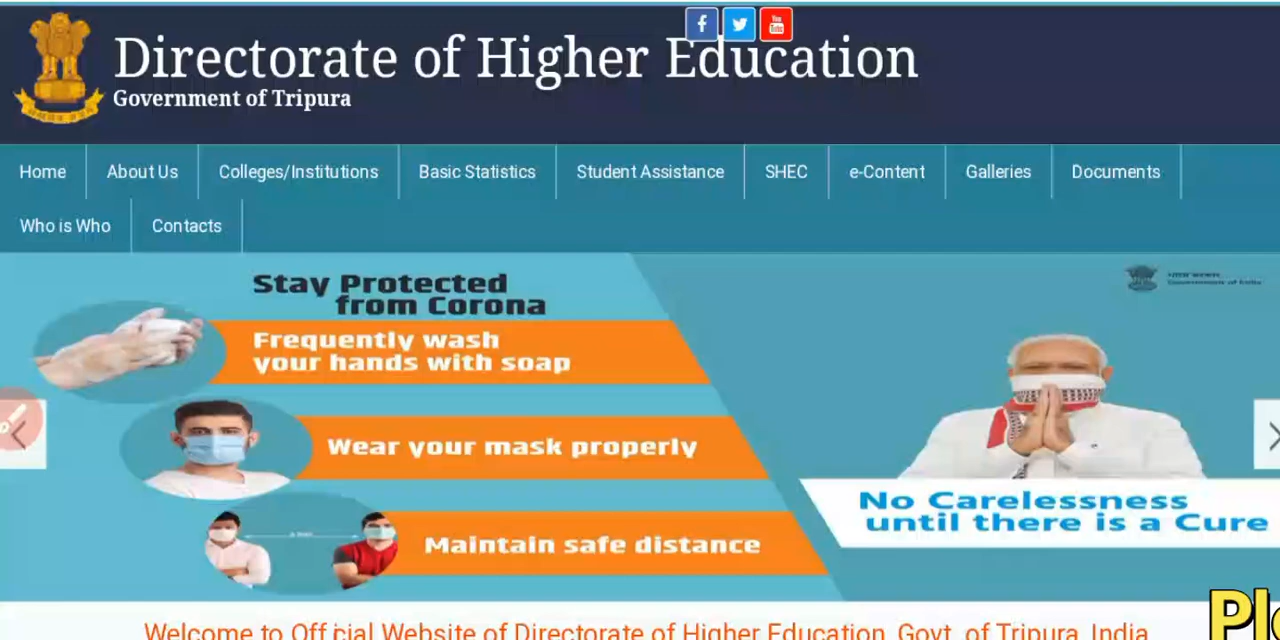 Directorate of Higher Education
Government of Tripura
Home About Us Colleges/Institutions Basic Statistics Student Assistance SHEC e-Content Galleries Documents
Who is Who Contacts
Stay Protected
from Corona
Frequently wash
your hands with soap
Wear your mask properly
Maintain safe distance
Government of India
No Carelessness
until there is a Cure
Welcome to Official Website of Directorate of Higher Education, Govt. of Tripura, India